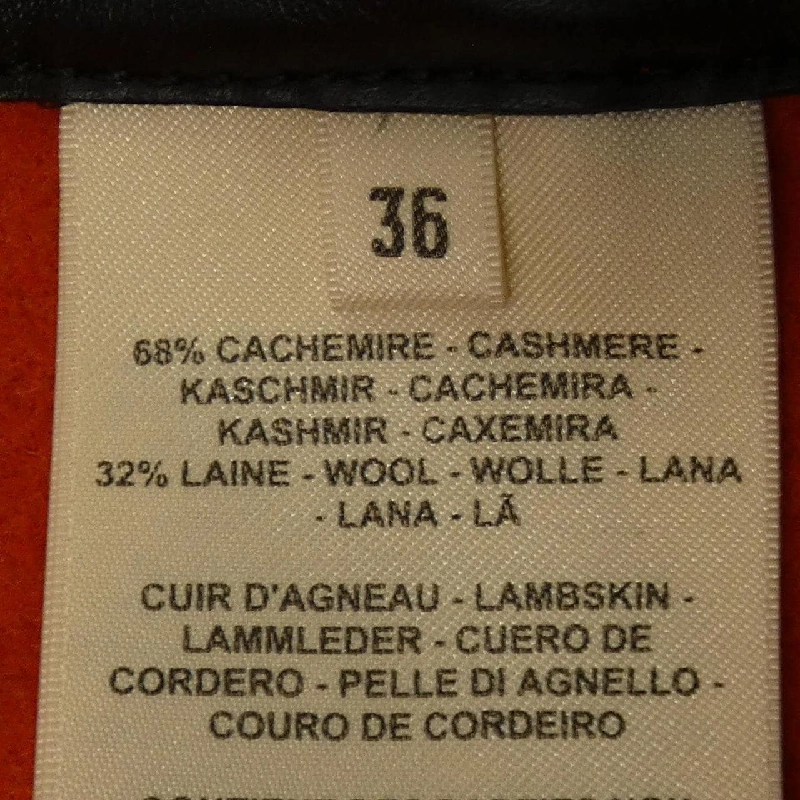 36
68% CACHEMIRE - CASHMERE -
KASCHMIR - CACHEMIRA -
KASHMIR - CAXEMIRA
32% LAINE - WOOL - WOLLE - LANA
- LANA - LÃ
CUIR D'AGNEAU - LAMBSKIN -
LAMMLEDER - CUERO DE
CORDERO - PELLE DI AGNELLO -
COURO DE CORDEIRO